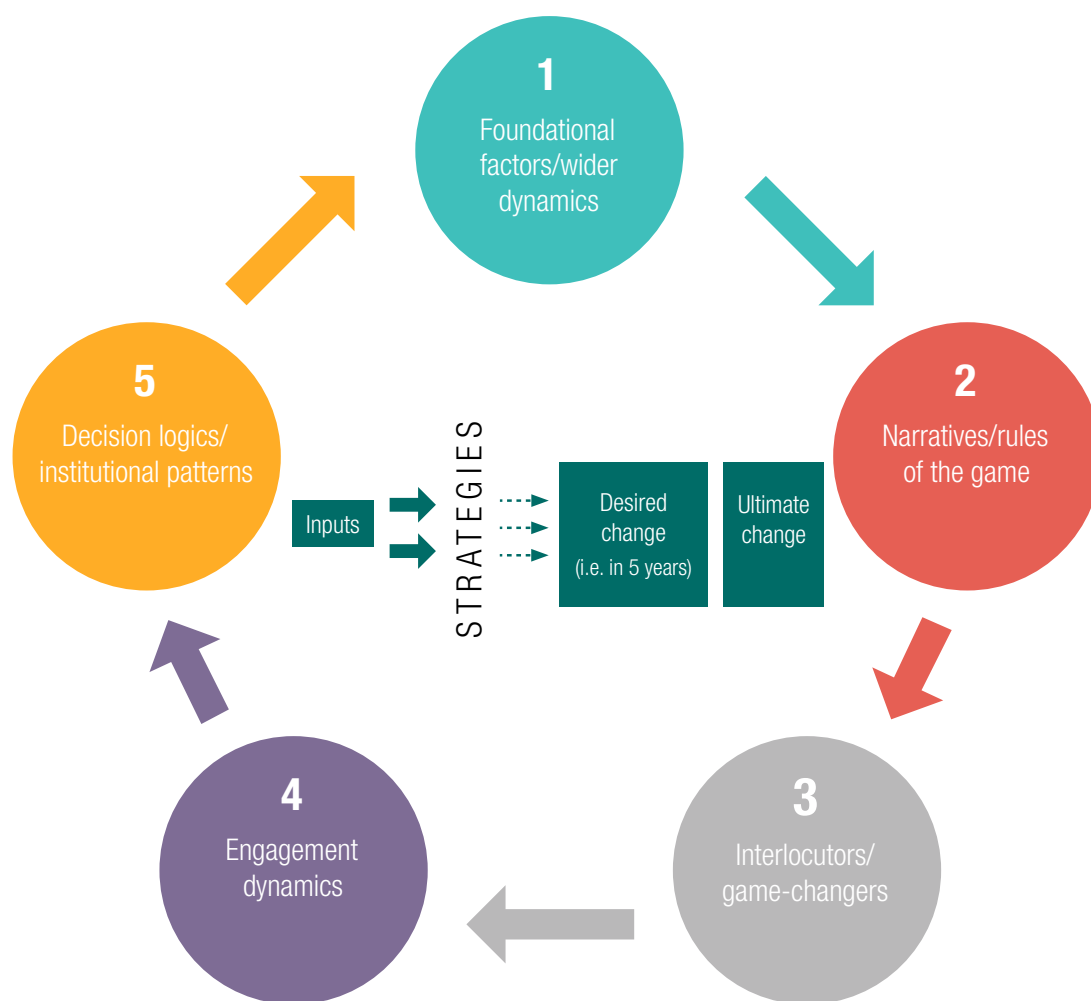 1
Foundational
factors/wider
dynamics
2
Narratives/rules
of the game
3
Interlocutors/
game-changers
4
Engagement
dynamics
5
Decision logics/
institutional patterns
Inputs
STRATEGIES
Desired
change
(i.e. in 5 years)
Ultimate
change